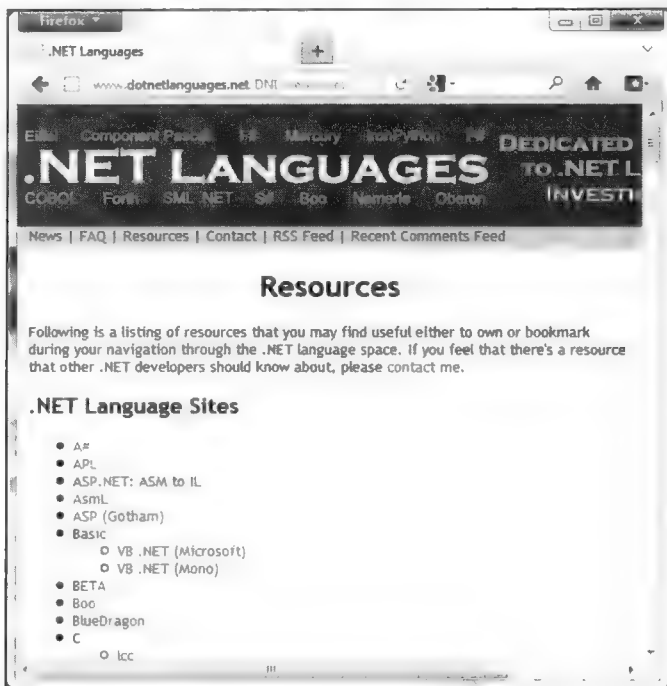 Firefox
.NET Languages
+
www.dotnetlanguages.net
Component Pascal Mercury IronPython
DEDICATED
.NET LANGUAGES
TO .NET L
COBOL Forth SML.NET S# Boo Nemerle Oberon
INVESTI
News | FAQ | Resources | Contact | RSS Feed | Recent Comments Feed
Resources
Following is a listing of resources that you may find useful either to own or bookmark
during your navigation through the .NET language space. If you feel that there's a resource
that other .NET developers should know about, please contact me.
.NET Language Sites
A#
APL
ASP.NET: ASM to IL
AsmL
ASP (Gotham)
Basic
VB .NET (Microsoft)
VB .NET (Mono)
BETA
Boo
BlueDragon
C
lcc